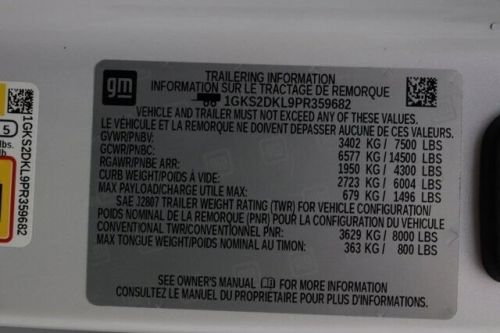 gm
TRAILERING INFORMATION
INFORMATION SUR LE TRACTAGE DE REMORQUE
1GKS2DKL9PR359682
VEHICLE AND TRAILER MUST NOT EXCEED ANY OF THESE VALUES.
LE VÉHICULE ET LA REMORQUE NE DOIVENT DÉPASSER AUCUNE DE CES VALEURS.
GVWR/PNBV: 3402 KG / 7500 LBS
GCWR/PNBC: 6577 KG / 14500 LBS
RGAWR/PNBE ARR: 1950 KG / 4300 LBS
CURB WEIGHT/POIDS À VIDE: 2723 KG / 6004 LBS
MAX PAYLOAD/CHARGE UTILE MAX: 679 KG / 1496 LBS
SAE J2807 TRAILER WEIGHT RATING (TWR) FOR VEHICLE CONFIGURATION/
POIDS NOMINAL DE LA REMORQUE (PNR) POUR LA CONFIGURATION DU VÉHICULE
CONVENTIONAL TWR/CONVENTIONNEL PNR: 3629 KG / 8000 LBS
MAX TONGUE WEIGHT/POIDS NOMINAL AU TIMON: 363 KG / 800 LBS
SEE OWNER'S MANUAL FOR MORE INFORMATION
CONSULTEZ LE MANUEL DU PROPRIÉTAIRE POUR PLUS D'INFORMATION
1GKS2DKL9PR359682
5
lbs.
lb